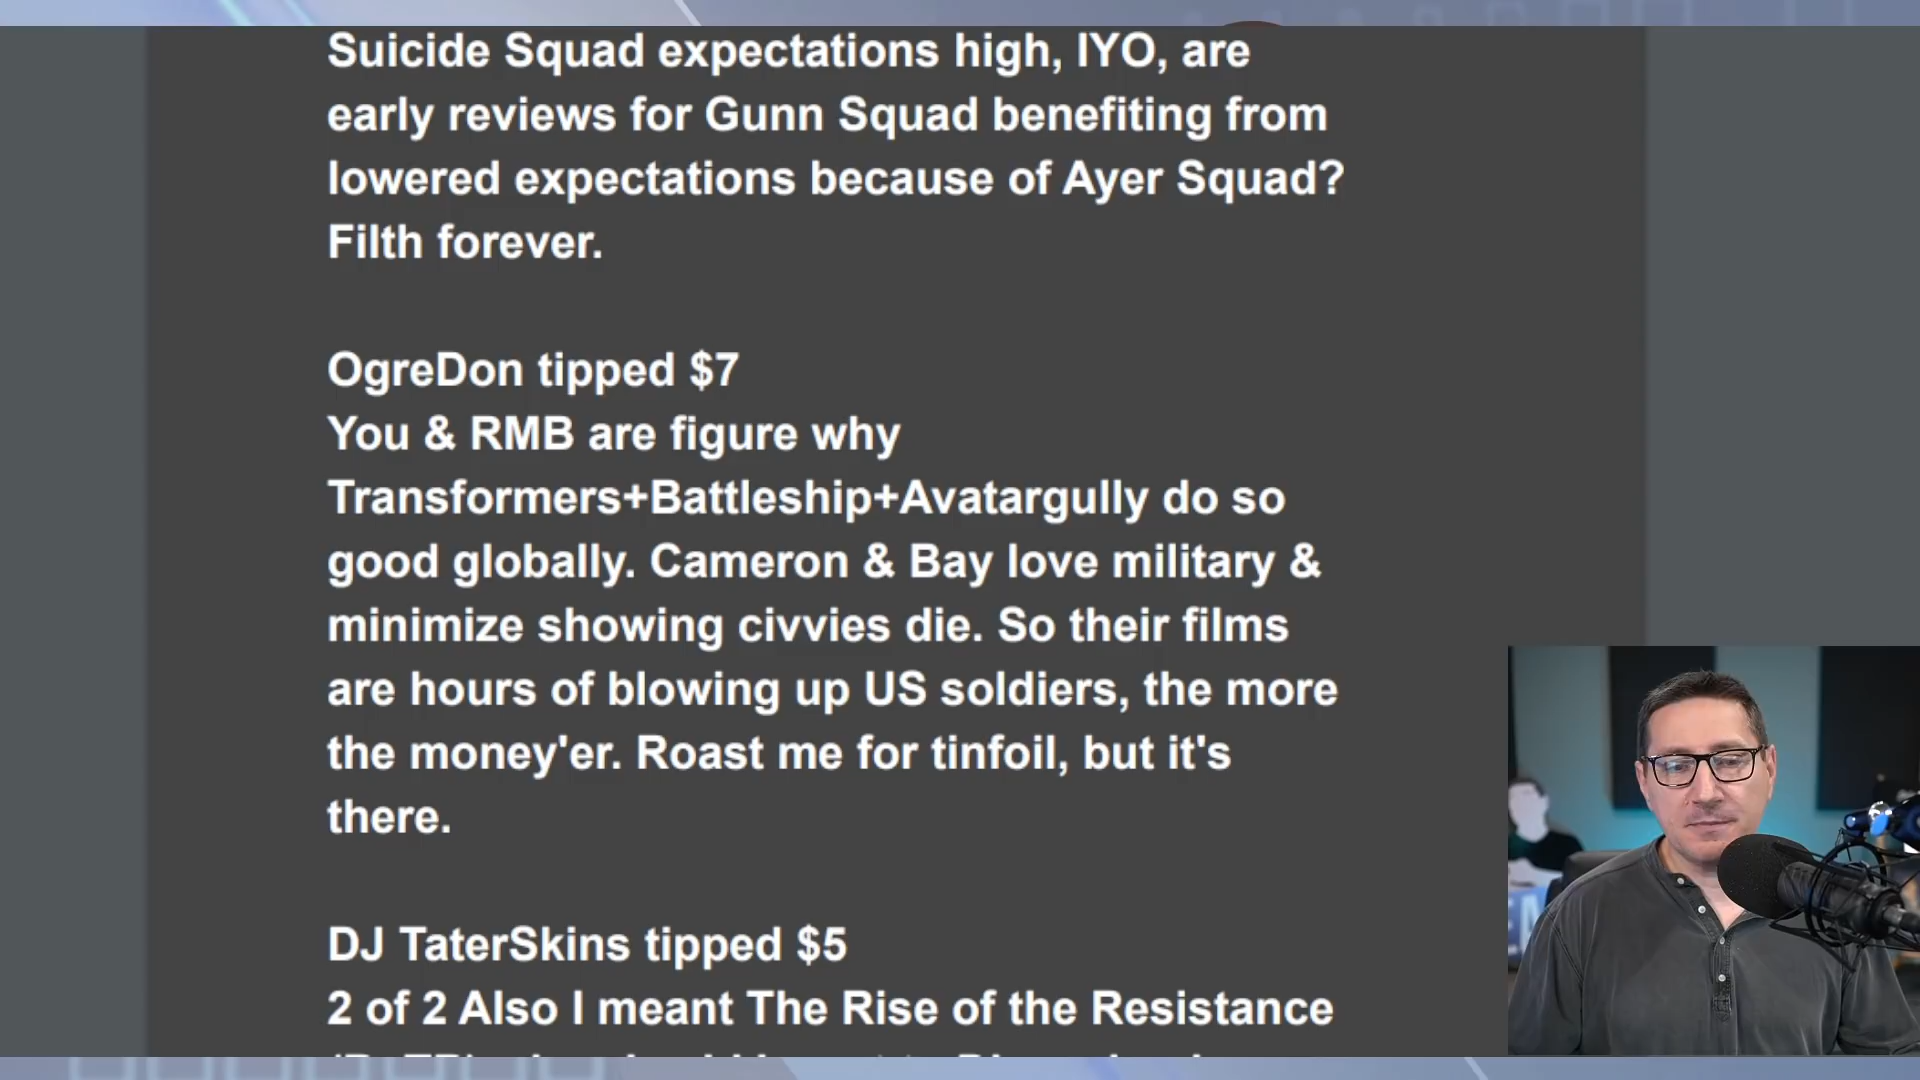 Suicide Squad expectations high, IYO, are
early reviews for Gunn Squad benefiting from
lowered expectations because of Ayer Squad?
Filth forever.
OgreDon tipped $7
You & RMB are figure why
Transformers+Battleship+Avatargully do so
good globally. Cameron & Bay love military &
minimize showing civvies die. So their films
are hours of blowing up US soldiers, the more
the money'er. Roast me for tinfoil, but it's
there.
DJ TaterSkins tipped $5
2 of 2 Also I meant The Rise of the Resistance